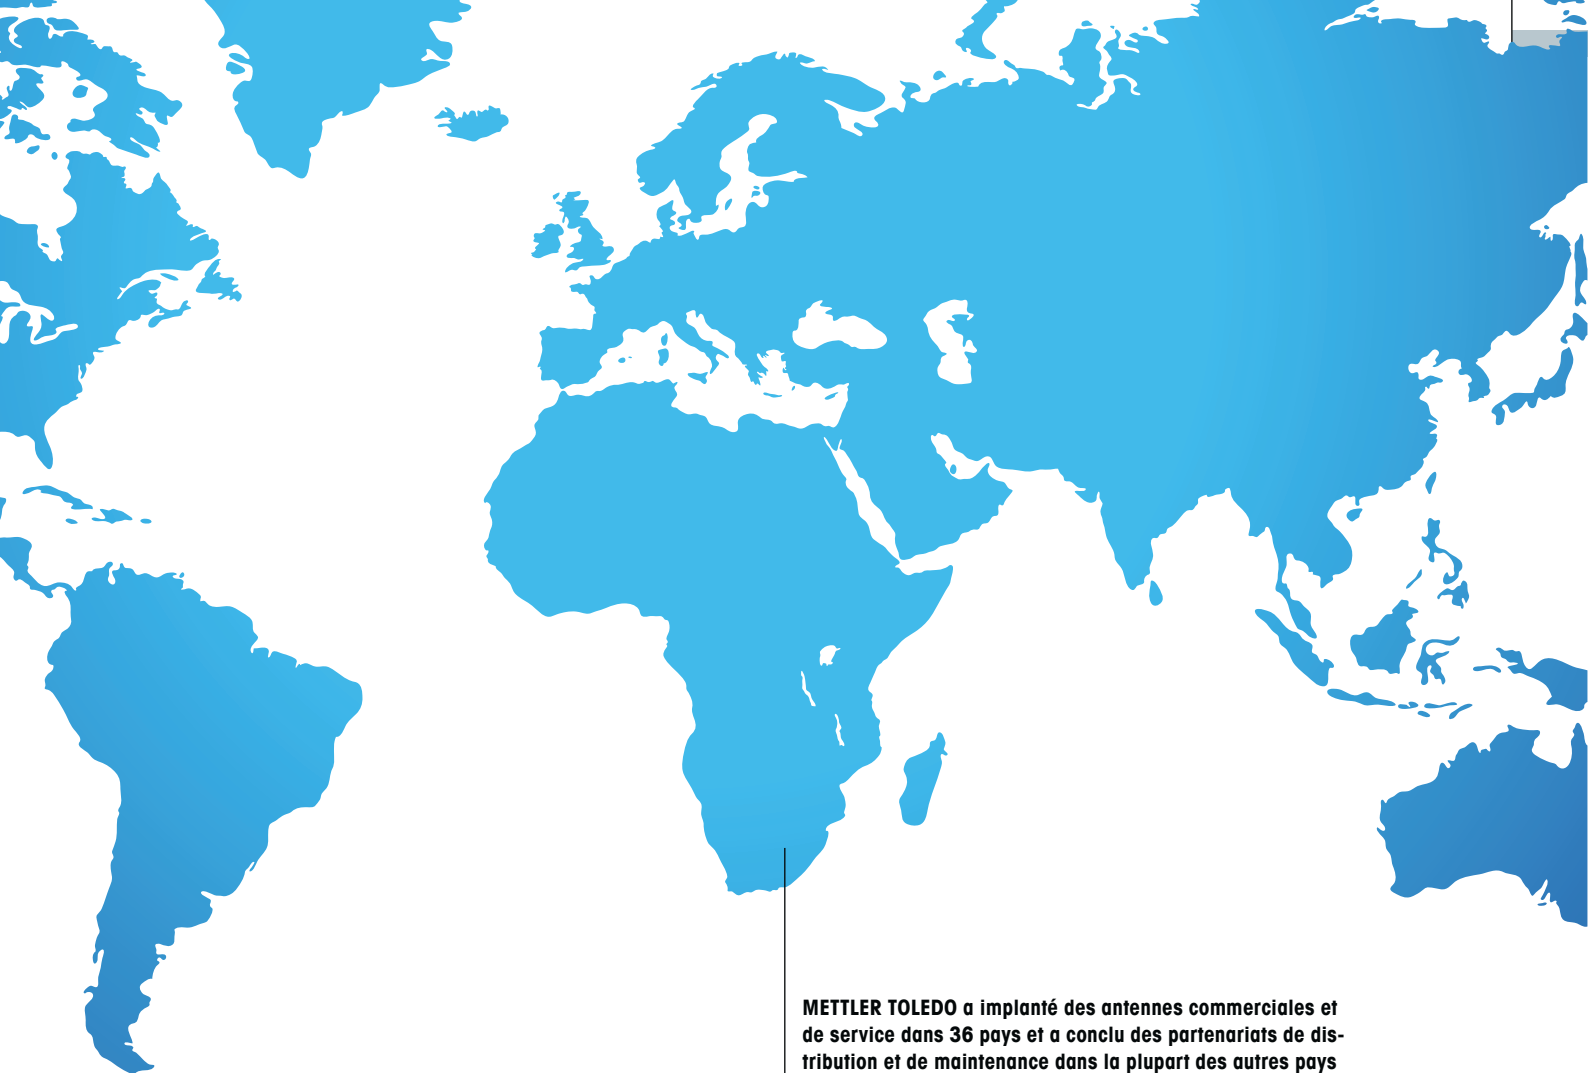 METTLER TOLEDO a implanté des antennes commerciales et
de service dans 36 pays et a conclu des partenariats de dis-
tribution et de maintenance dans la plupart des autres pays